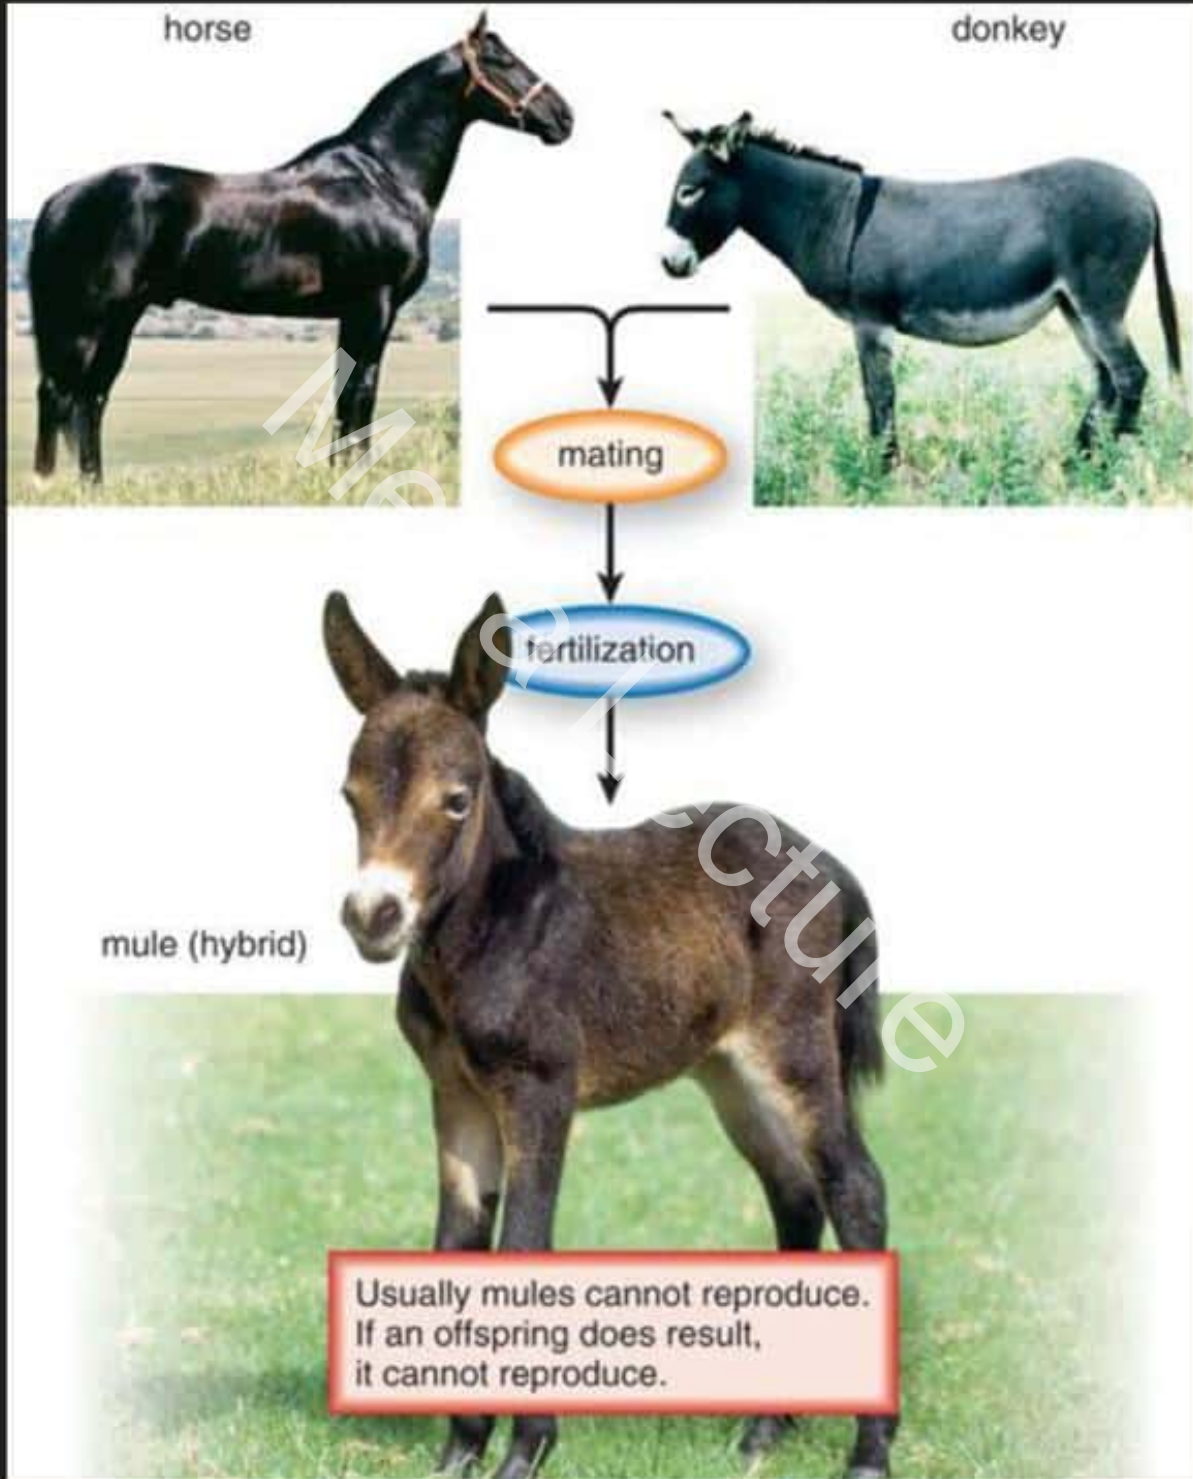 horse
donkey
mating
fertilization
mule (hybrid)
Usually mules cannot reproduce.
If an offspring does result,
it cannot reproduce.